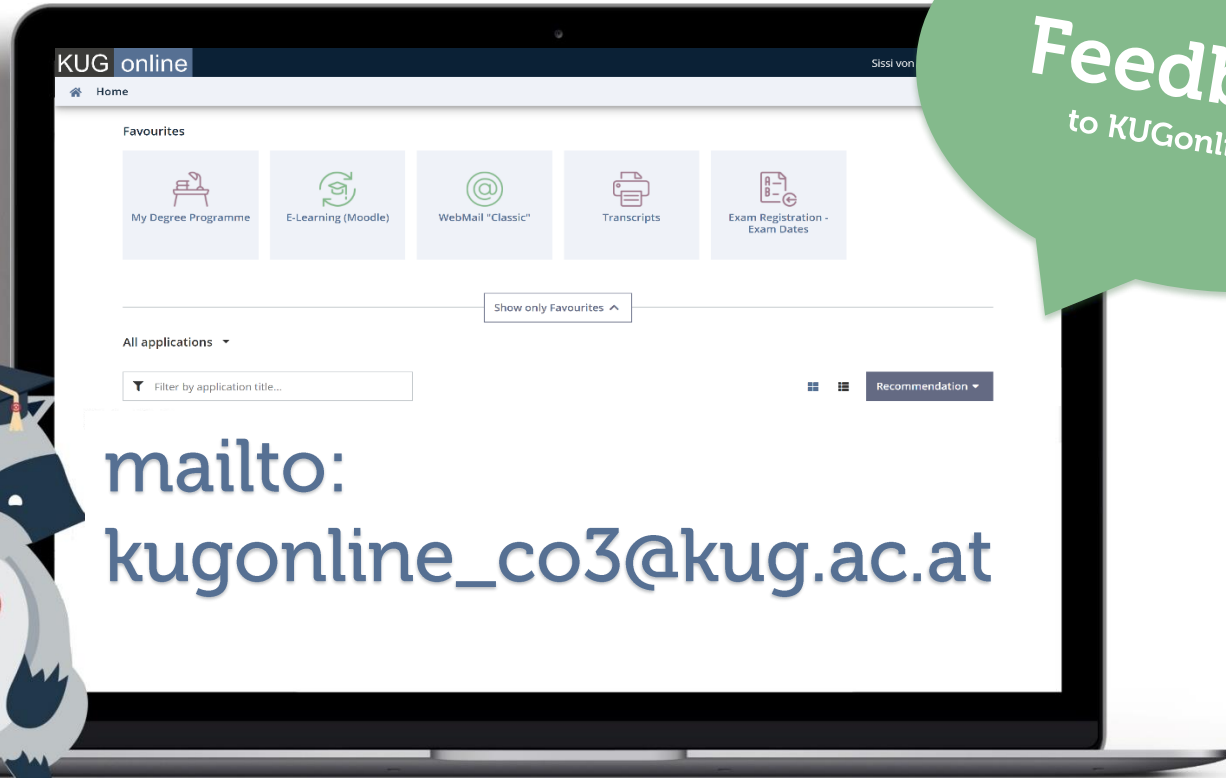 KUG online
Sissi von
Home
Feedb
to KUGonli
Favourites
My Degree Programme
E-Learning (Moodle)
WebMail "Classic"
Transcripts
Exam Registration -
Exam Dates
Show only Favourites
All applications
Filter by application title...
Recommendation
mailto:
kugonline_co3@kug.ac.at